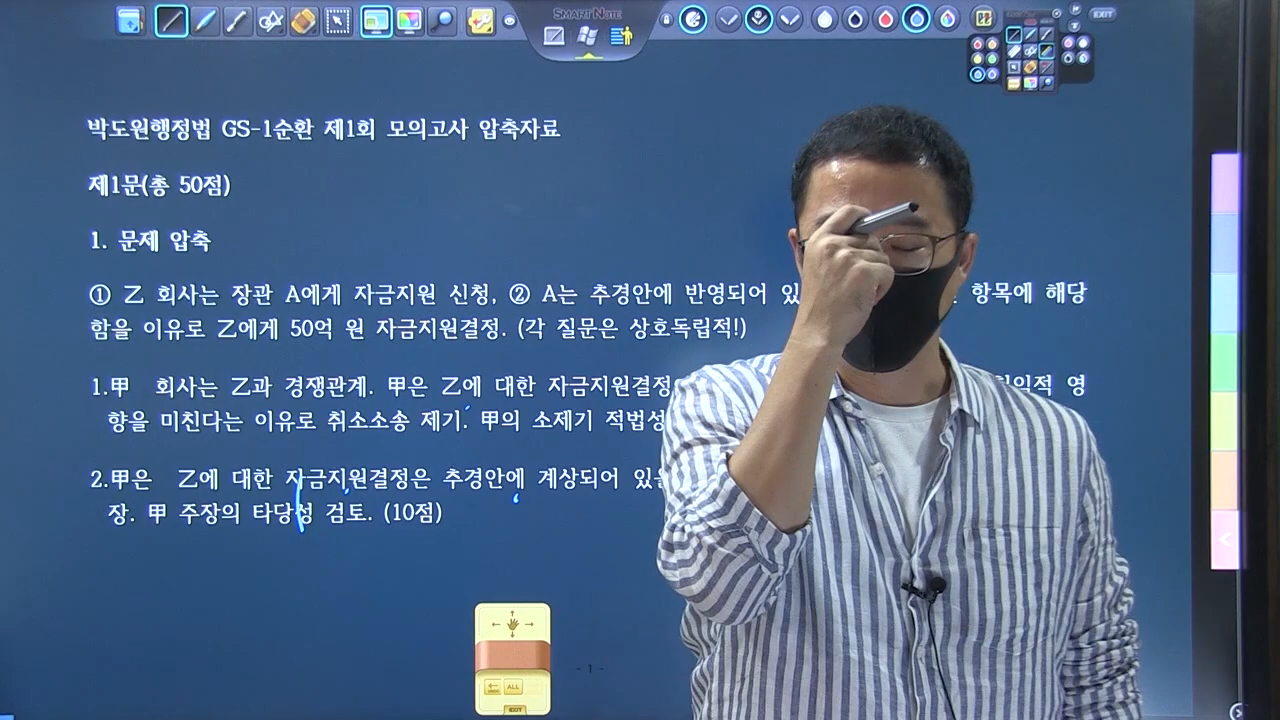 SMARTNOTE
EXIT
박도원행정법 GS-1순환 제1회 모의고사 압축자료
제1문(총 50점)
1. 문제 압축
① 乙 회사는 장관 A에게 자금지원 신청, ② A는 추경안에 반영되어 있 항목에 해당
함을 이유로 乙에게 50억 원 자금지원결정. (각 질문은 상호독립적!)
1.甲 회사는 乙과 경쟁관계. 甲은 乙에 대한 자금지원결정 영
향을 미친다는 이유로 취소소송 제기. 甲의 소제기 적법성
2.甲은 乙에 대한 자금지원결정은 추경안에 계상되어 있을
장. 甲 주장의 타당성 검토. (10점)
- 1 -
ALL
EXIT